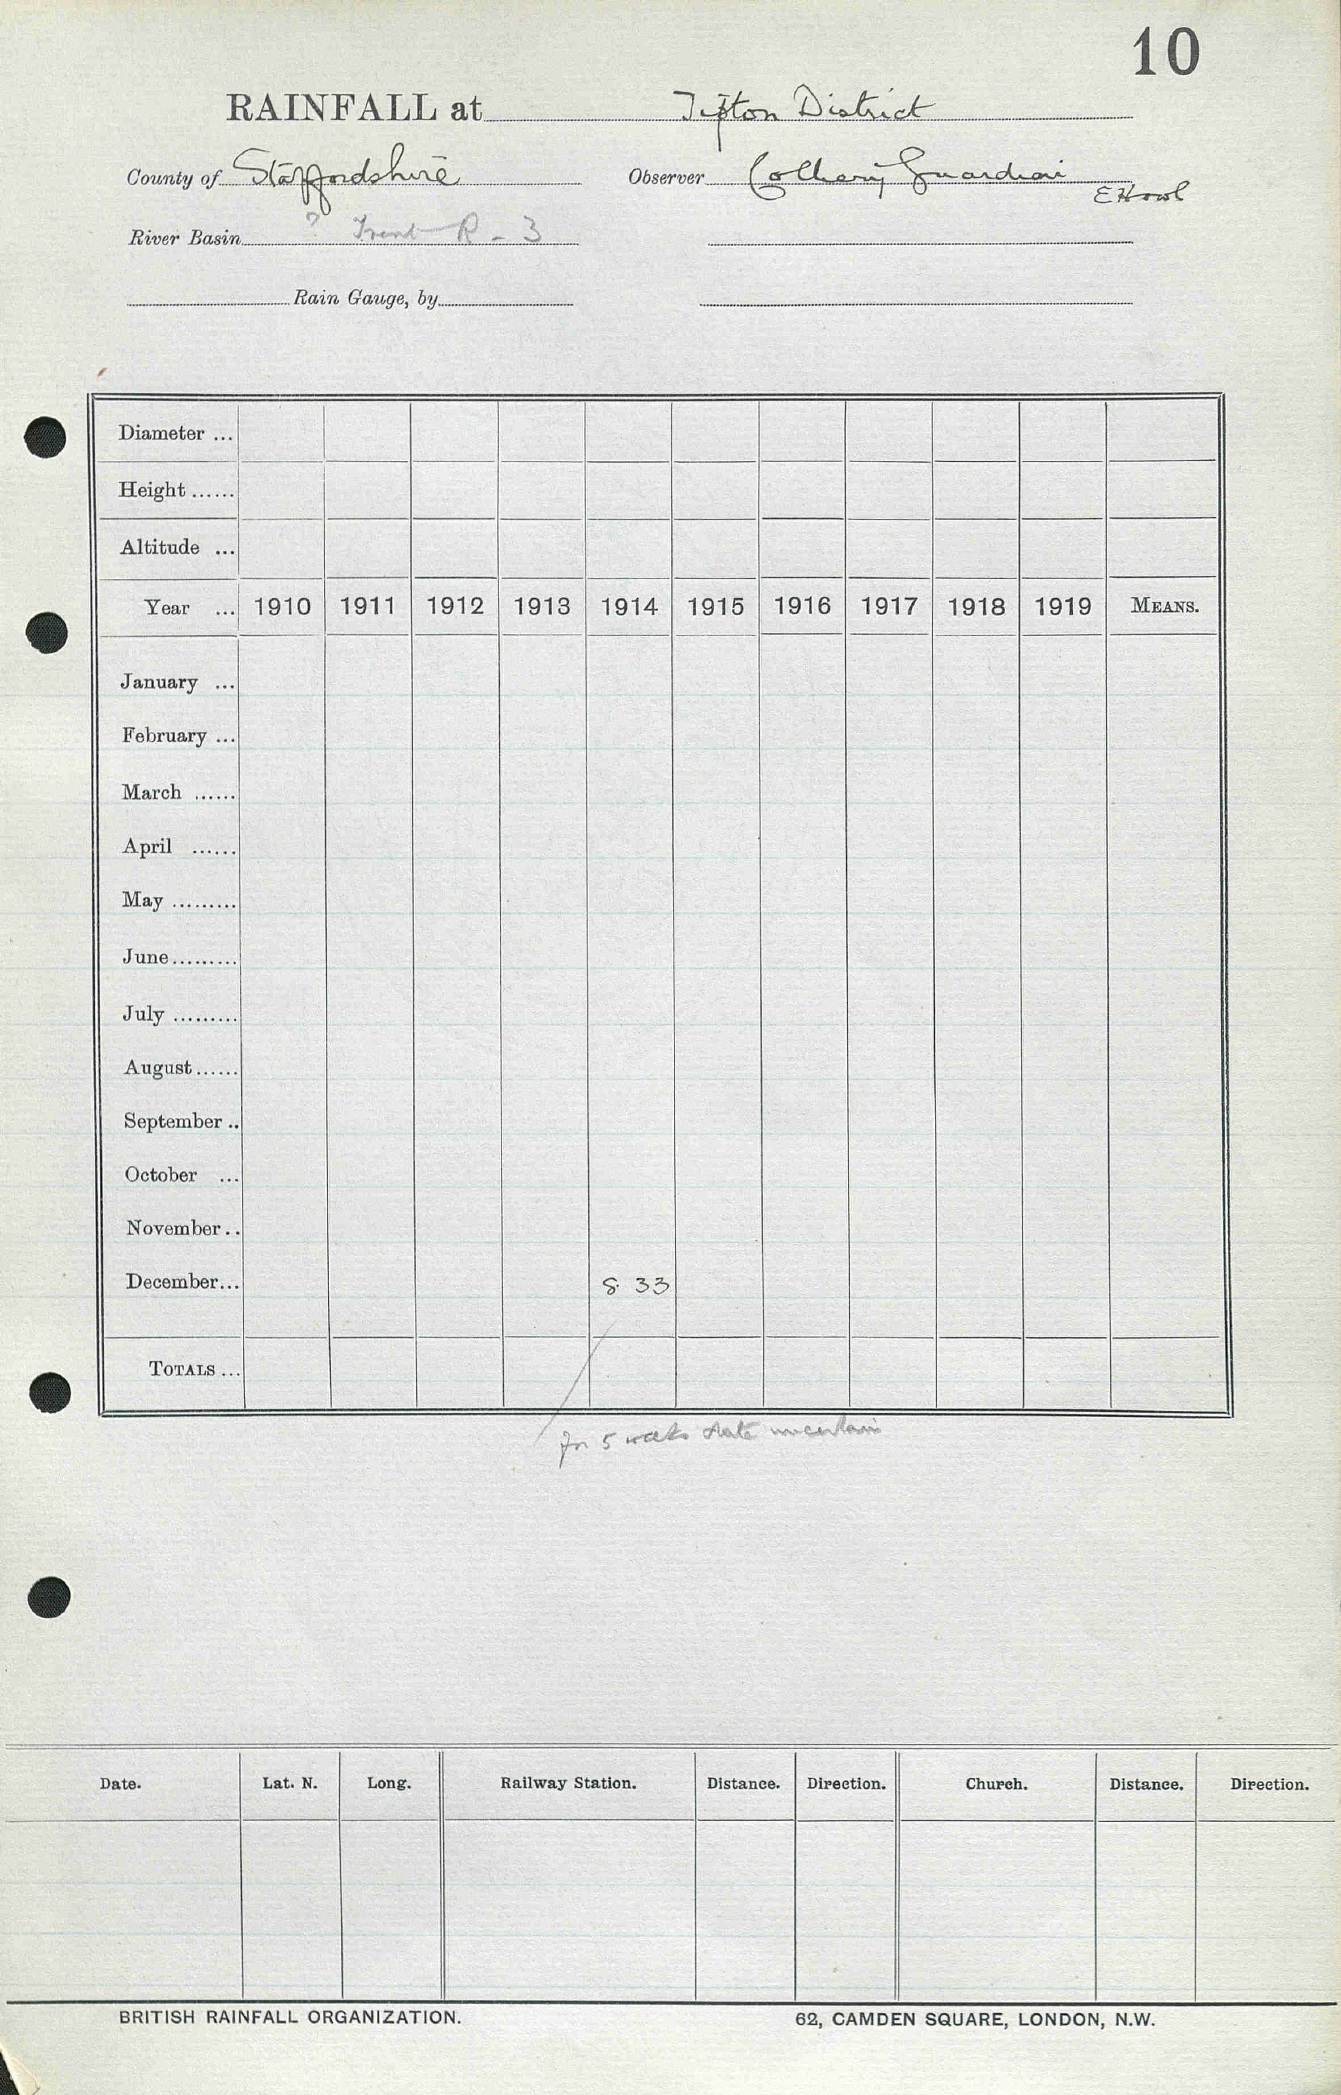 10
RAINFALL at Tipton District
County of Staffordshire Observer Colliery Guardian
E Howl
River Basin ? Trent R - 3
Rain Gauge, by
Diameter ...
Height ......
Altitude ...
Year ... 1910 1911 1912 1913 1914 1915 1916 1917 1918 1919 MEANS.
January ...
February ...
March ......
April ......
May .........
June.........
July .........
August......
September ..
October ...
November..
December... 8. 33
TOTALS ...
for 5 weeks date uncertain
Date. Lat. N. Long. Railway Station. Distance. Direction. Church. Distance. Direction.
BRITISH RAINFALL ORGANIZATION. 62, CAMDEN SQUARE, LONDON, N.W.